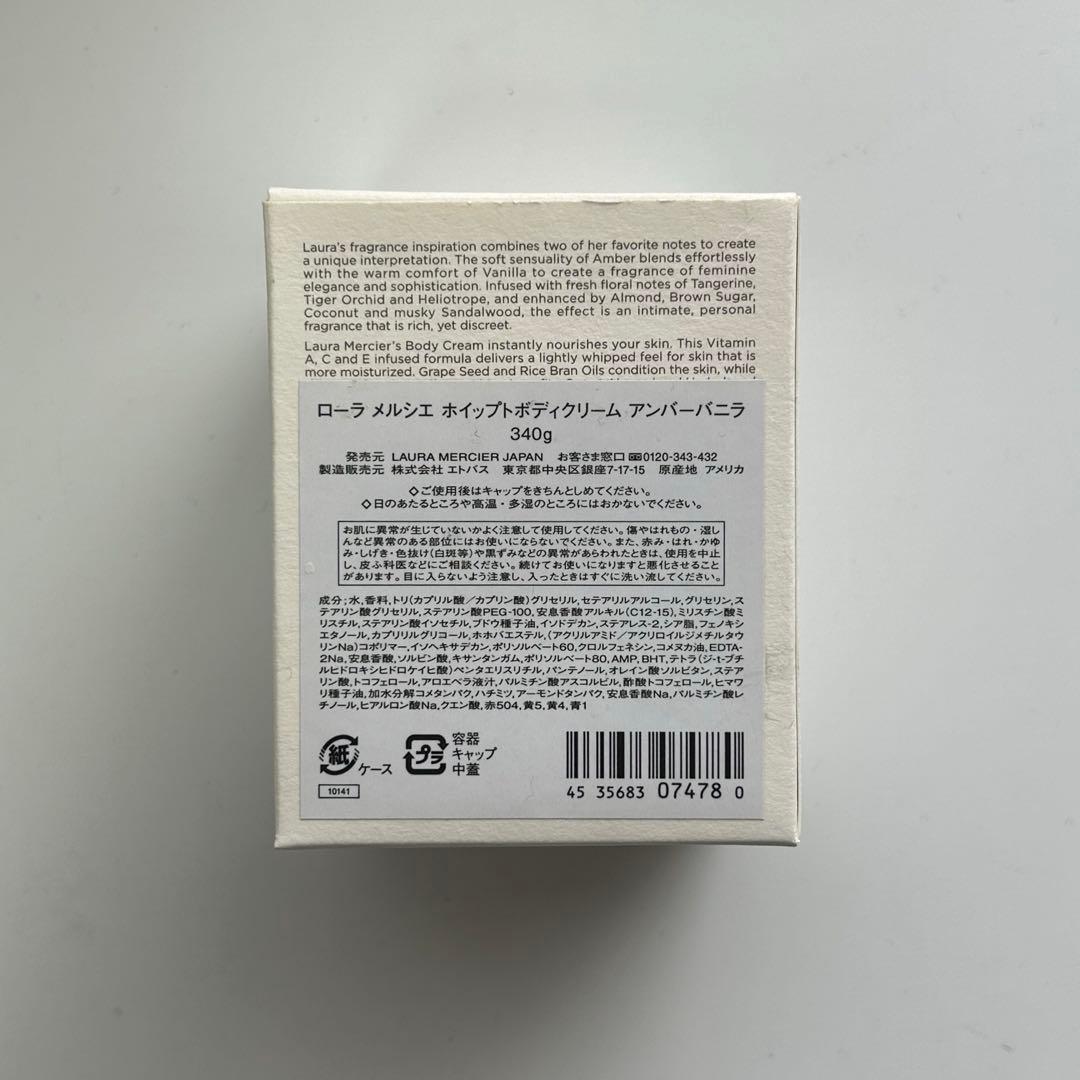 Laura's fragrance inspiration combines two of her favorite notes to create
a unique interpretation. The soft sensuality of Amber blends effortlessly
with the warm comfort of Vanilla to create a fragrance of feminine
elegance and sophistication. Infused with fresh floral notes of Tangerine,
Tiger Orchid and Heliotrope, and enhanced by Almond, Brown Sugar,
Coconut and musky Sandalwood, the effect is an intimate, personal
fragrance that is rich, yet discreet.
Laura Mercier's Body Cream instantly nourishes your skin. This Vitamin
A, C and E infused formula delivers a lightly whipped feel for skin that is
more moisturized. Grape Seed and Rice Bran Oils condition the skin, while
ローラ メルシエ ホイップトボディクリーム アンバーバニラ
340g
発売元 LAURA MERCIER JAPAN お客さま窓口 0120-343-432
製造販売元 株式会社 エトバス 東京都中央区銀座7-17-15 原産地 アメリカ
◇ご使用後はキャップをきちんとしめてください。
◇日のあたるところや高温・多湿のところにはおかないでください。
お肌に異常が生じていないかよく注意して使用してください。傷やはれもの・湿し
んなど異常のある部位にはお使いにならないでください。また、赤み・はれ・かゆ
み・しげき・色抜け(白斑等)や黒ずみなどの異常があらわれたときは、使用を中止
し、皮ふ科医などにご相談ください。続けてお使いになりますと悪化させること
があります。目に入らないよう注意し、入ったときはすぐに洗い流してください。
成分;水,香料,トリ(カプリル酸/カプリン酸)グリセリル,セテアリルアルコール,グリセリン,ス
テアリン酸グリセリル,ステアリン酸PEG-100,安息香酸アルキル(C12-15),ミリスチン酸ミ
リスチル,ステアリン酸イソセチル,ブドウ種子油,イソドデカン,ステアレス-2,シア脂,フェノキシ
エタノール,カプリリルグリコール,ホホバエステル,(アクリルアミド/アクリロイルジメチルタウ
リンNa)コポリマー,イソヘキサデカン,ポリソルベート60,クロルフェネシン,コメヌカ油,EDTA-
2Na,安息香酸,ソルビン酸,キサンタンガム,ポリソルベート80,AMP,BHT,テトラ(ジ-t-ブチ
ルヒドロキシヒドロケイヒ酸)ペンタエリスリチル,パンテノール,オレイン酸ソルビタン,ステア
リン酸,トコフェロール,アロエベラ液汁,パルミチン酸アスコルビル,酢酸トコフェロール,ヒマワ
リ種子油,加水分解コメタンパク,ハチミツ,アーモンドタンパク,安息香酸Na,パルミチン酸レ
チノール,ヒアルロン酸Na,クエン酸,赤504,黄5,黄4,青1
紙 ケース
プラ 容器
キャップ
中蓋
10141
45 35683 07478 0